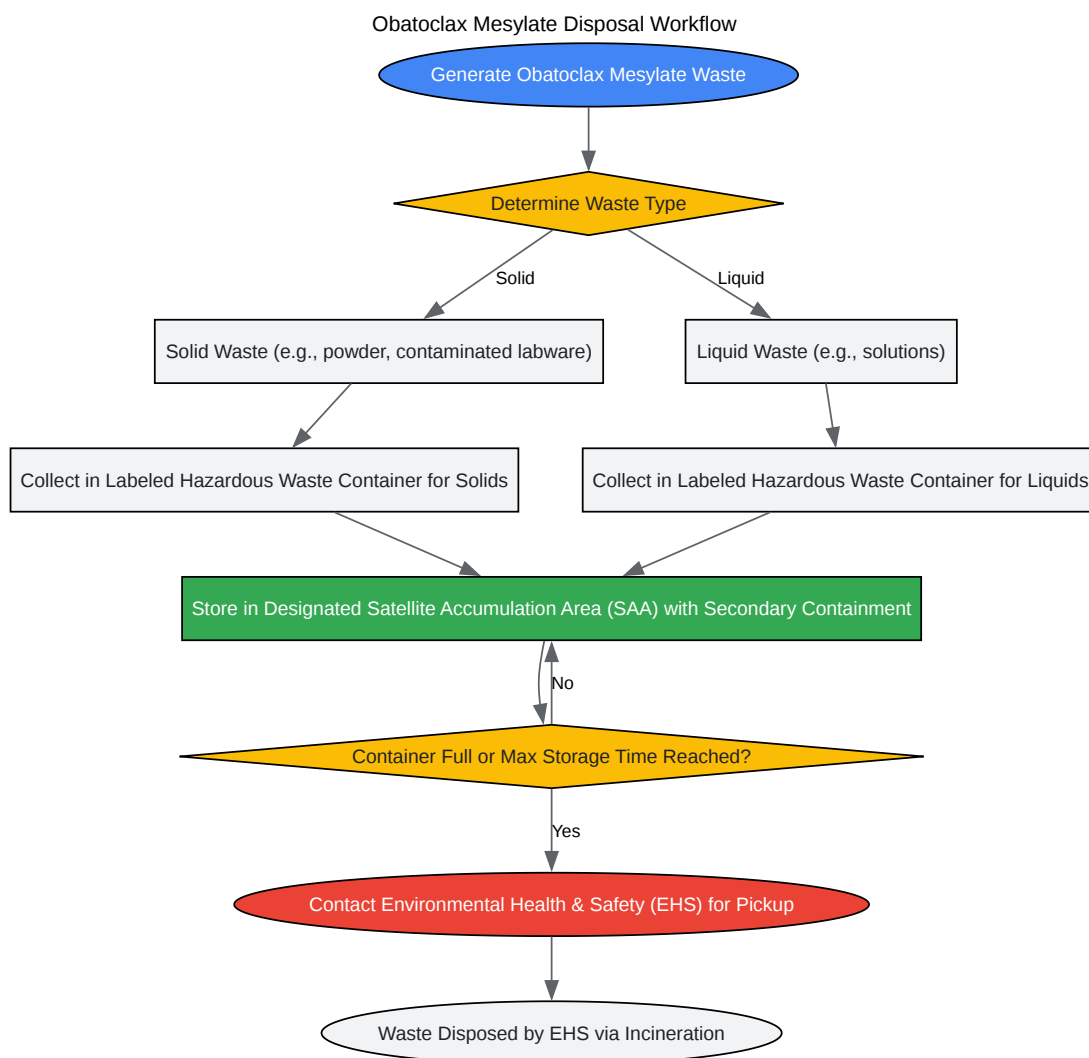 Obatoclax Mesylate Disposal Workflow
Generate Obatoclax Mesylate Waste
Determine Waste Type
Solid
Liquid
Solid Waste (e.g., powder, contaminated labware)
Liquid Waste (e.g., solutions)
Collect in Labeled Hazardous Waste Container for Solids
Collect in Labeled Hazardous Waste Container for Liquids
Store in Designated Satellite Accumulation Area (SAA) with Secondary Containment
No
Container Full or Max Storage Time Reached?
Yes
Contact Environmental Health & Safety (EHS) for Pickup
Waste Disposed by EHS via Incineration